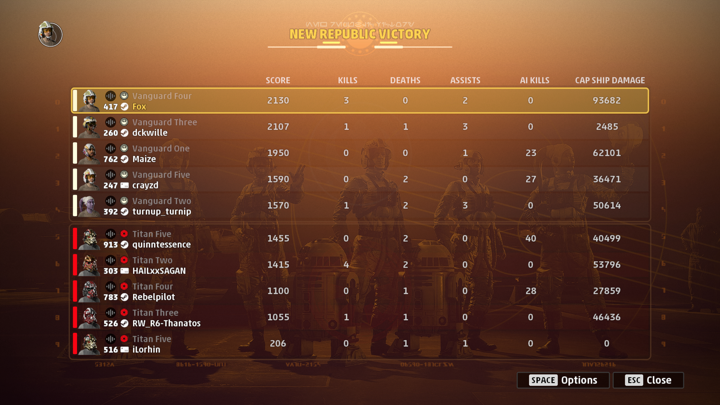 NEW REPUBLIC VICTORY
SCORE KILLS DEATHS ASSISTS AI KILLS CAP SHIP DAMAGE
Vanguard Four
417 Fox 2130 3 0 2 0 93682
Vanguard Three
260 dckwille 2107 1 1 3 0 2485
Vanguard One
762 Maize 1950 0 0 1 23 62101
Vanguard Five
247 crayzd 1590 0 2 0 27 36471
Vanguard Two
392 turnup_turnip 1570 1 2 3 0 50614
Titan Five
913 quinntessence 1455 0 2 0 40 40499
Titan Two
303 HAILxxSAGAN 1415 4 2 0 0 53796
Titan Four
783 Rebelpilot 1100 0 1 0 28 27859
Titan Three
526 RW_R6-Thanatos 1055 1 1 0 0 46436
Titan Five
516 iLorhin 206 0 1 1 0 0
SPACE Options ESC Close